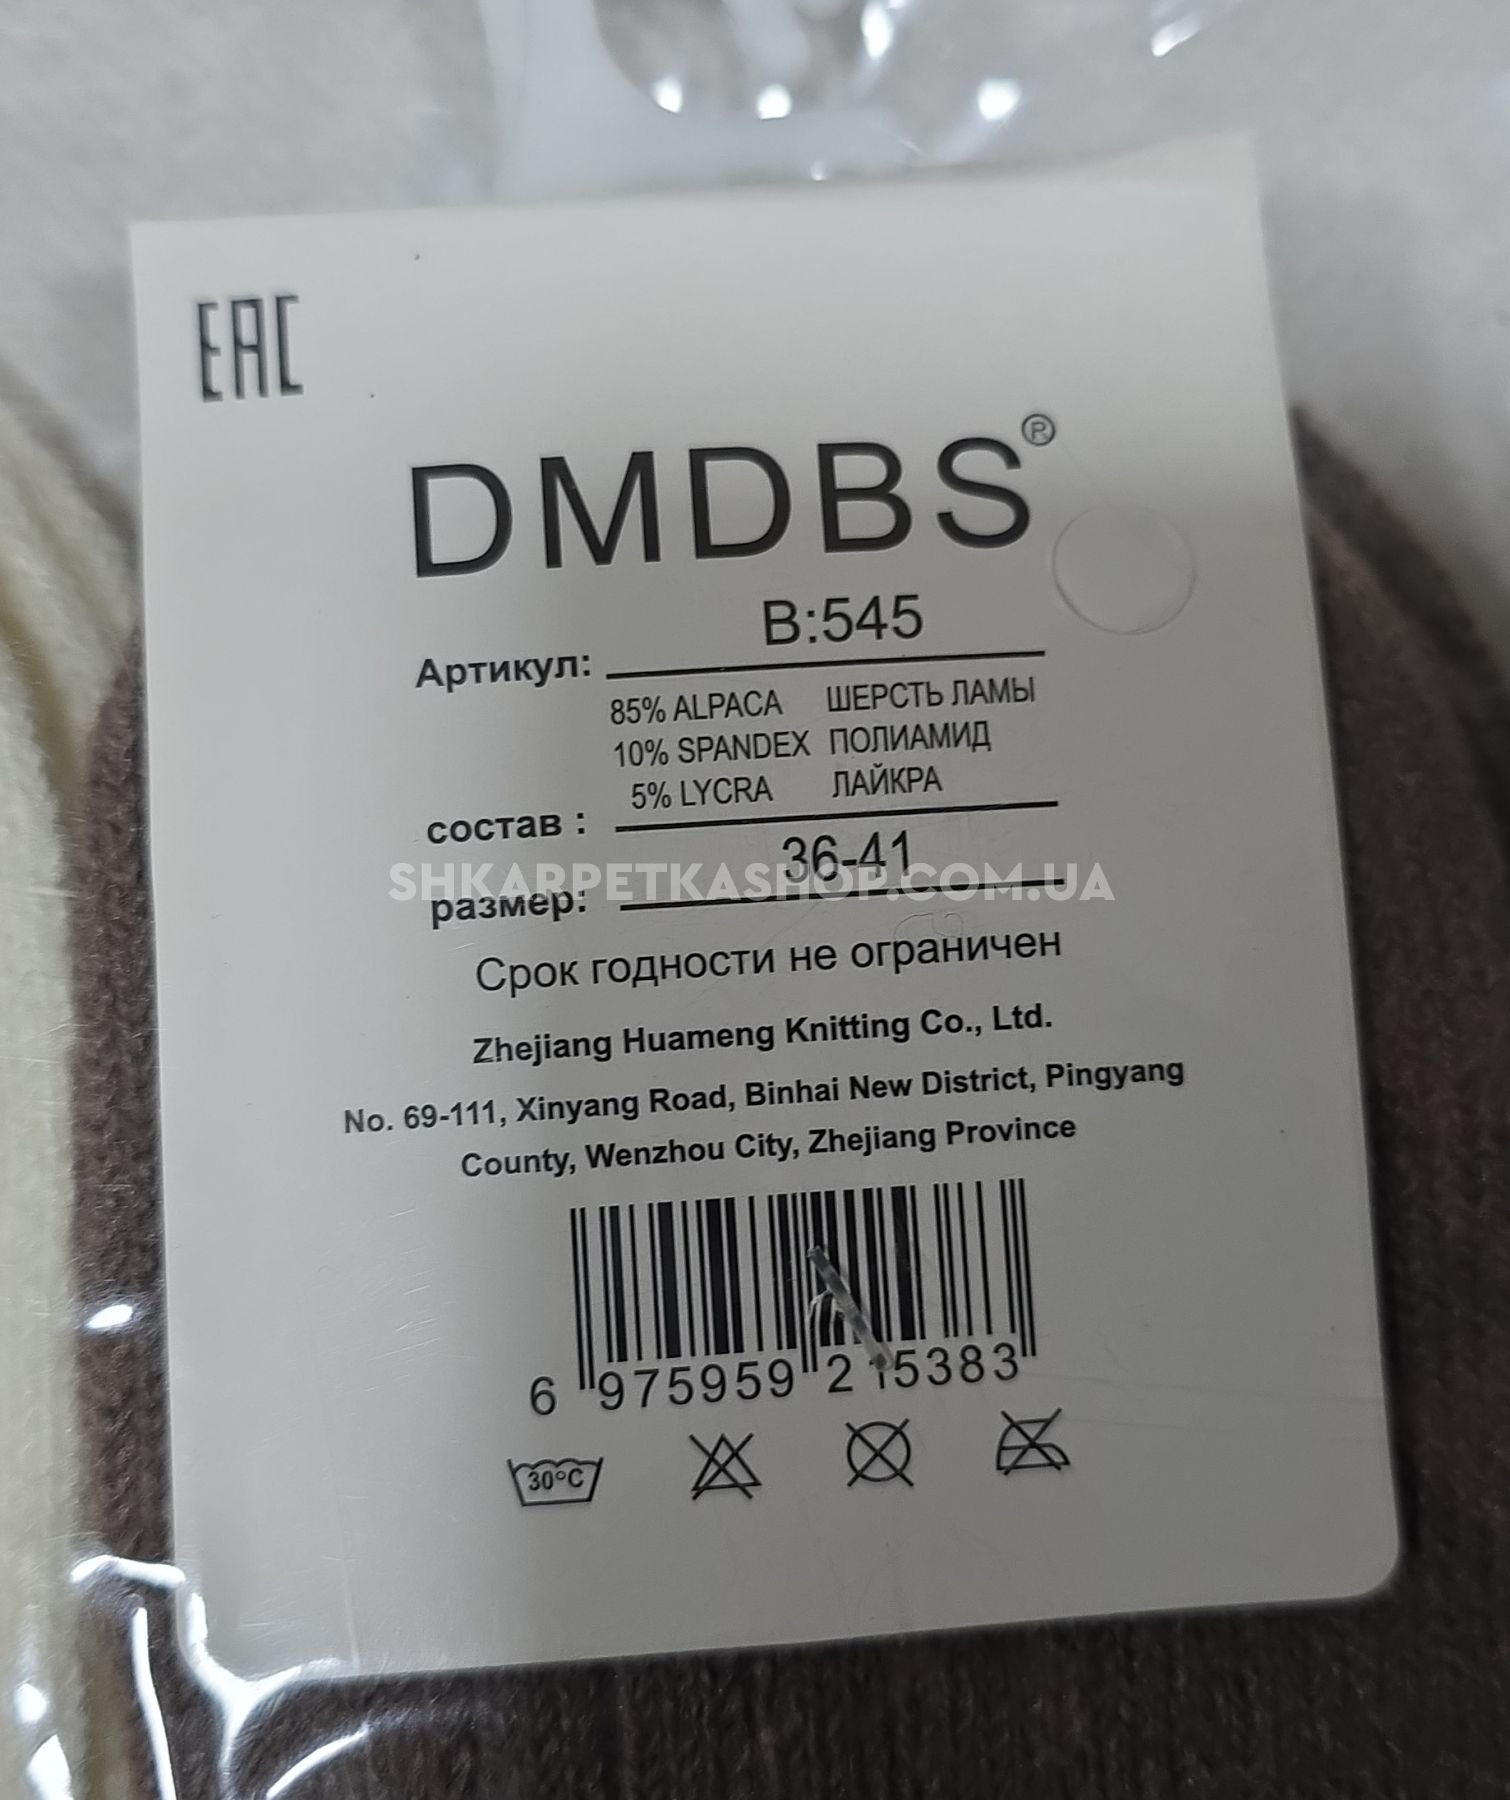 EAC
DMDBS®
Артикул: B:545
85% ALPACA ШЕРСТЬ ЛАМЫ
10% SPANDEX ПОЛИАМИД
5% LYCRA ЛАЙКРА
состав :
размер: 36-41
SHKARPETKASHOP.COM.UA
Срок годности не ограничен
Zhejiang Huameng Knitting Co., Ltd.
No. 69-111, Xinyang Road, Binhai New District, Pingyang
County, Wenzhou City, Zhejiang Province
6 975959 215383
30°C